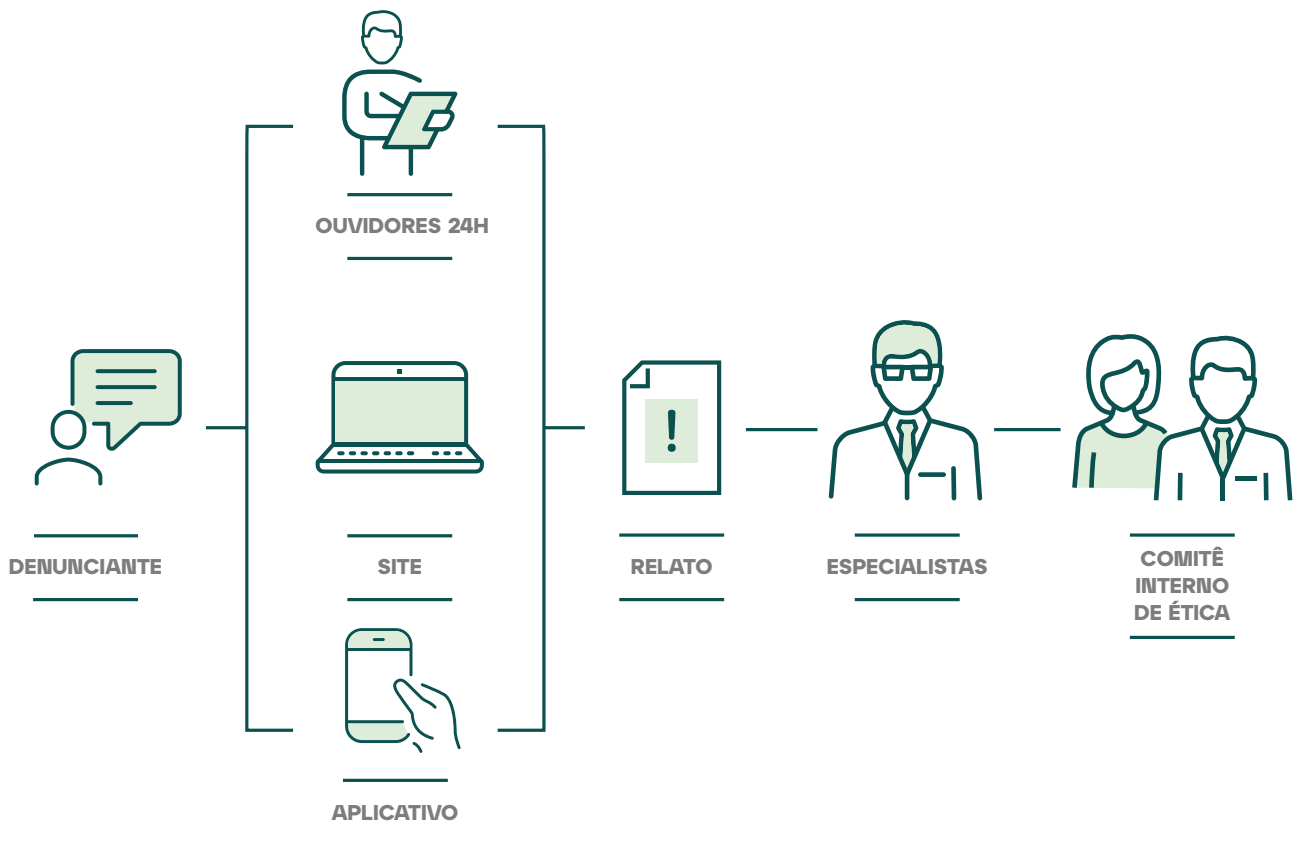 OUVIDORES 24H
DENUNCIANTE
SITE
RELATO
ESPECIALISTAS
COMITÊ
INTERNO
DE ÉTICA
APLICATIVO